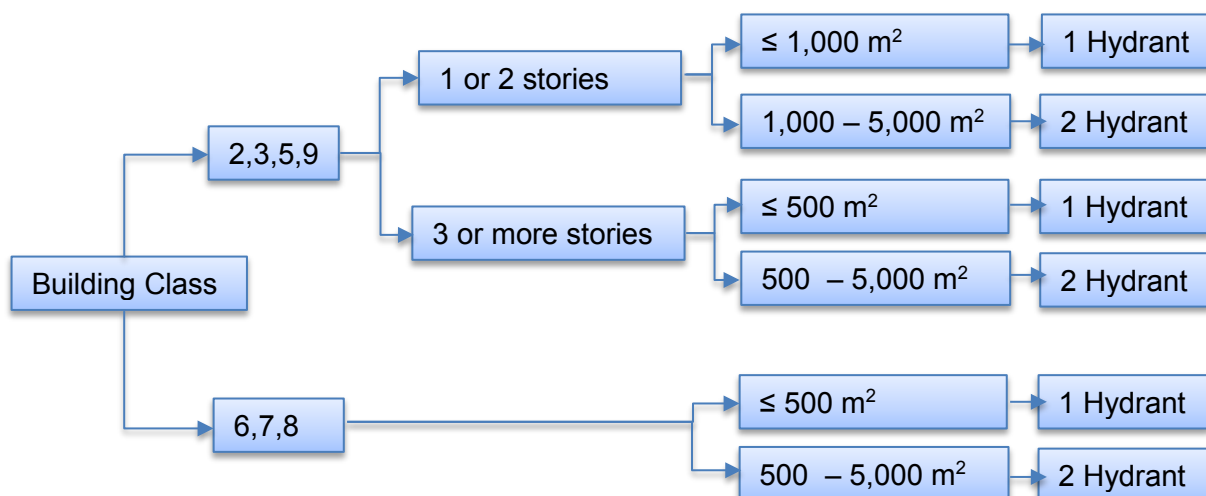 ≤ 1,000 m²
1 Hydrant
1 or 2 stories
1,000 – 5,000 m²
2 Hydrant
2,3,5,9
≤ 500 m²
1 Hydrant
3 or more stories
500 – 5,000 m²
2 Hydrant
Building Class
≤ 500 m²
1 Hydrant
6,7,8
500 – 5,000 m²
2 Hydrant